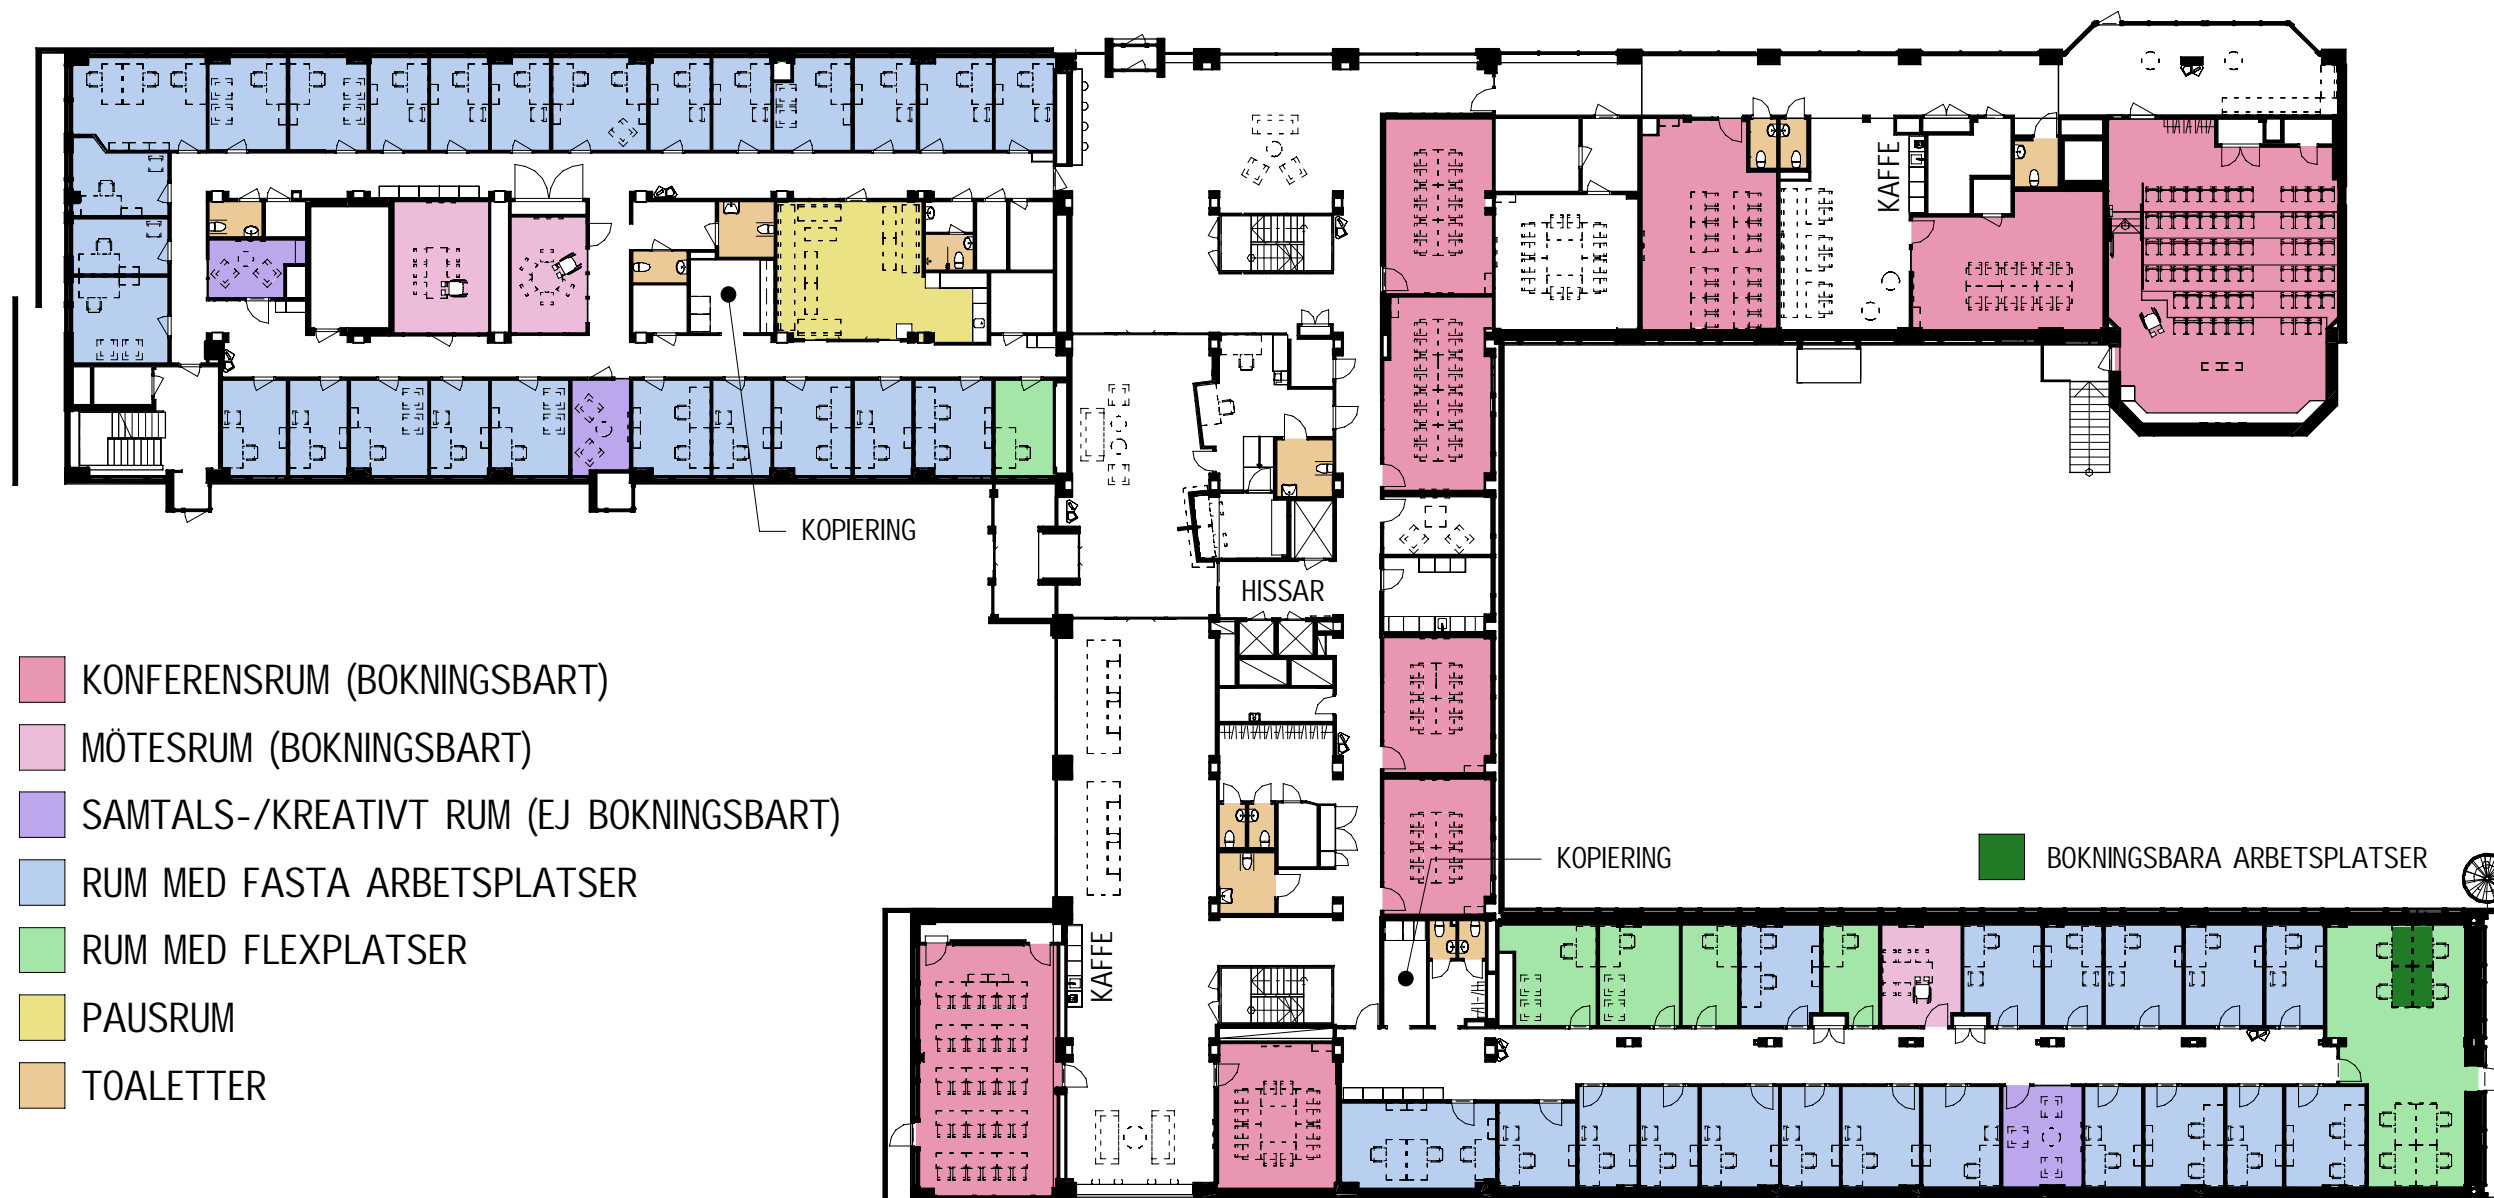 KAFFE
KOPIERING
HISSAR
KONFERENSRUM (BOKNINGSBART)
MÖTESRUM (BOKNINGSBART)
SAMTALS-/KREATIVT RUM (EJ BOKNINGSBART)
RUM MED FASTA ARBETSPLATSER
RUM MED FLEXPLATSER
PAUSRUM
TOALETTER
KOPIERING
BOKNINGSBARA ARBETSPLATSER
KAFFE